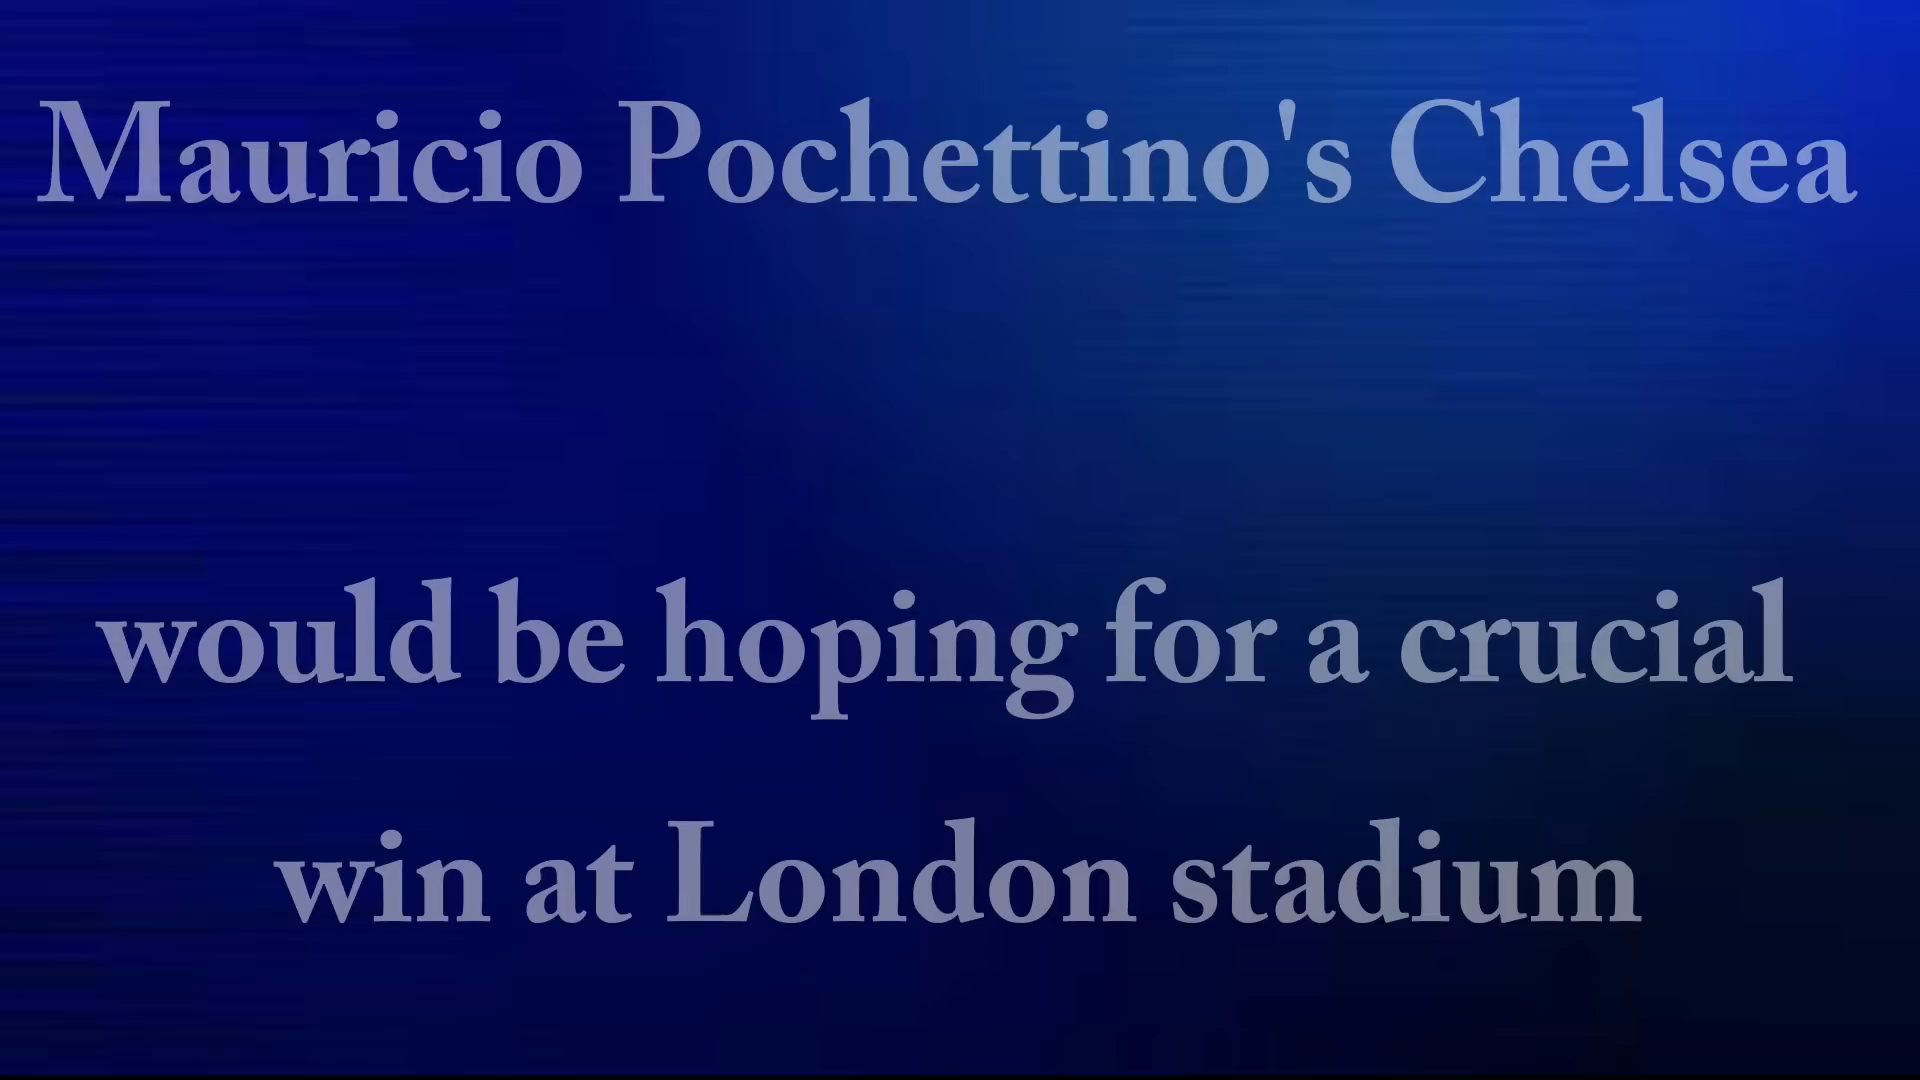 Mauricio Pochettino's Chelsea
would be hoping for a crucial
win at London stadium